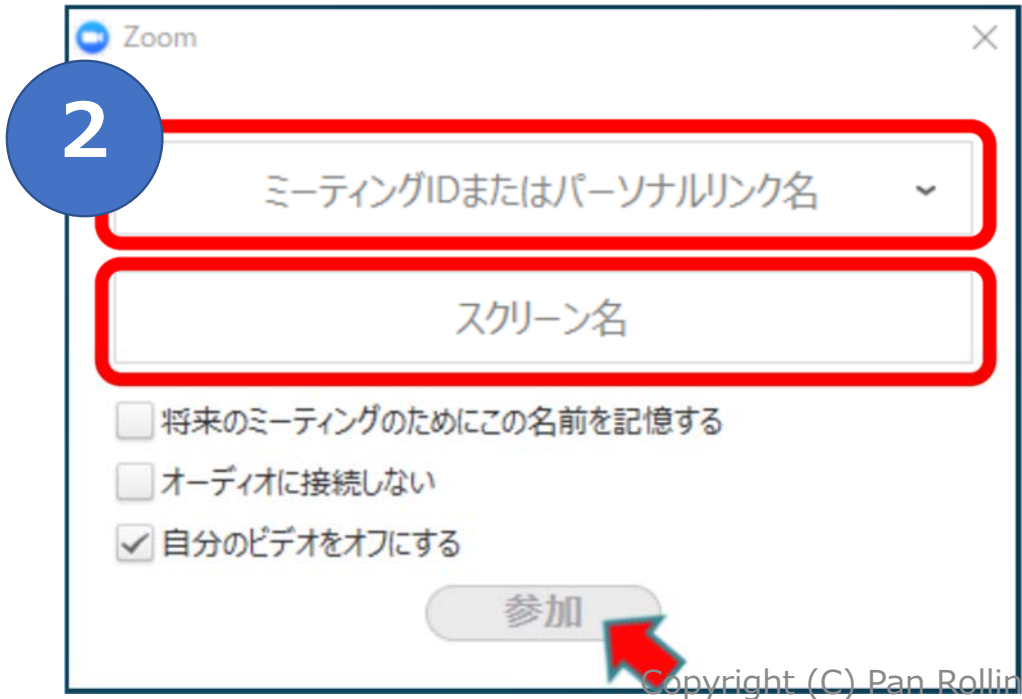 Zoom
2
ミーティングIDまたはパーソナルリンク名
スクリーン名
将来のミーティングのためにこの名前を記憶する
オーディオに接続しない
自分のビデオをオフにする
参加
Copyright (C) Pan Rollin